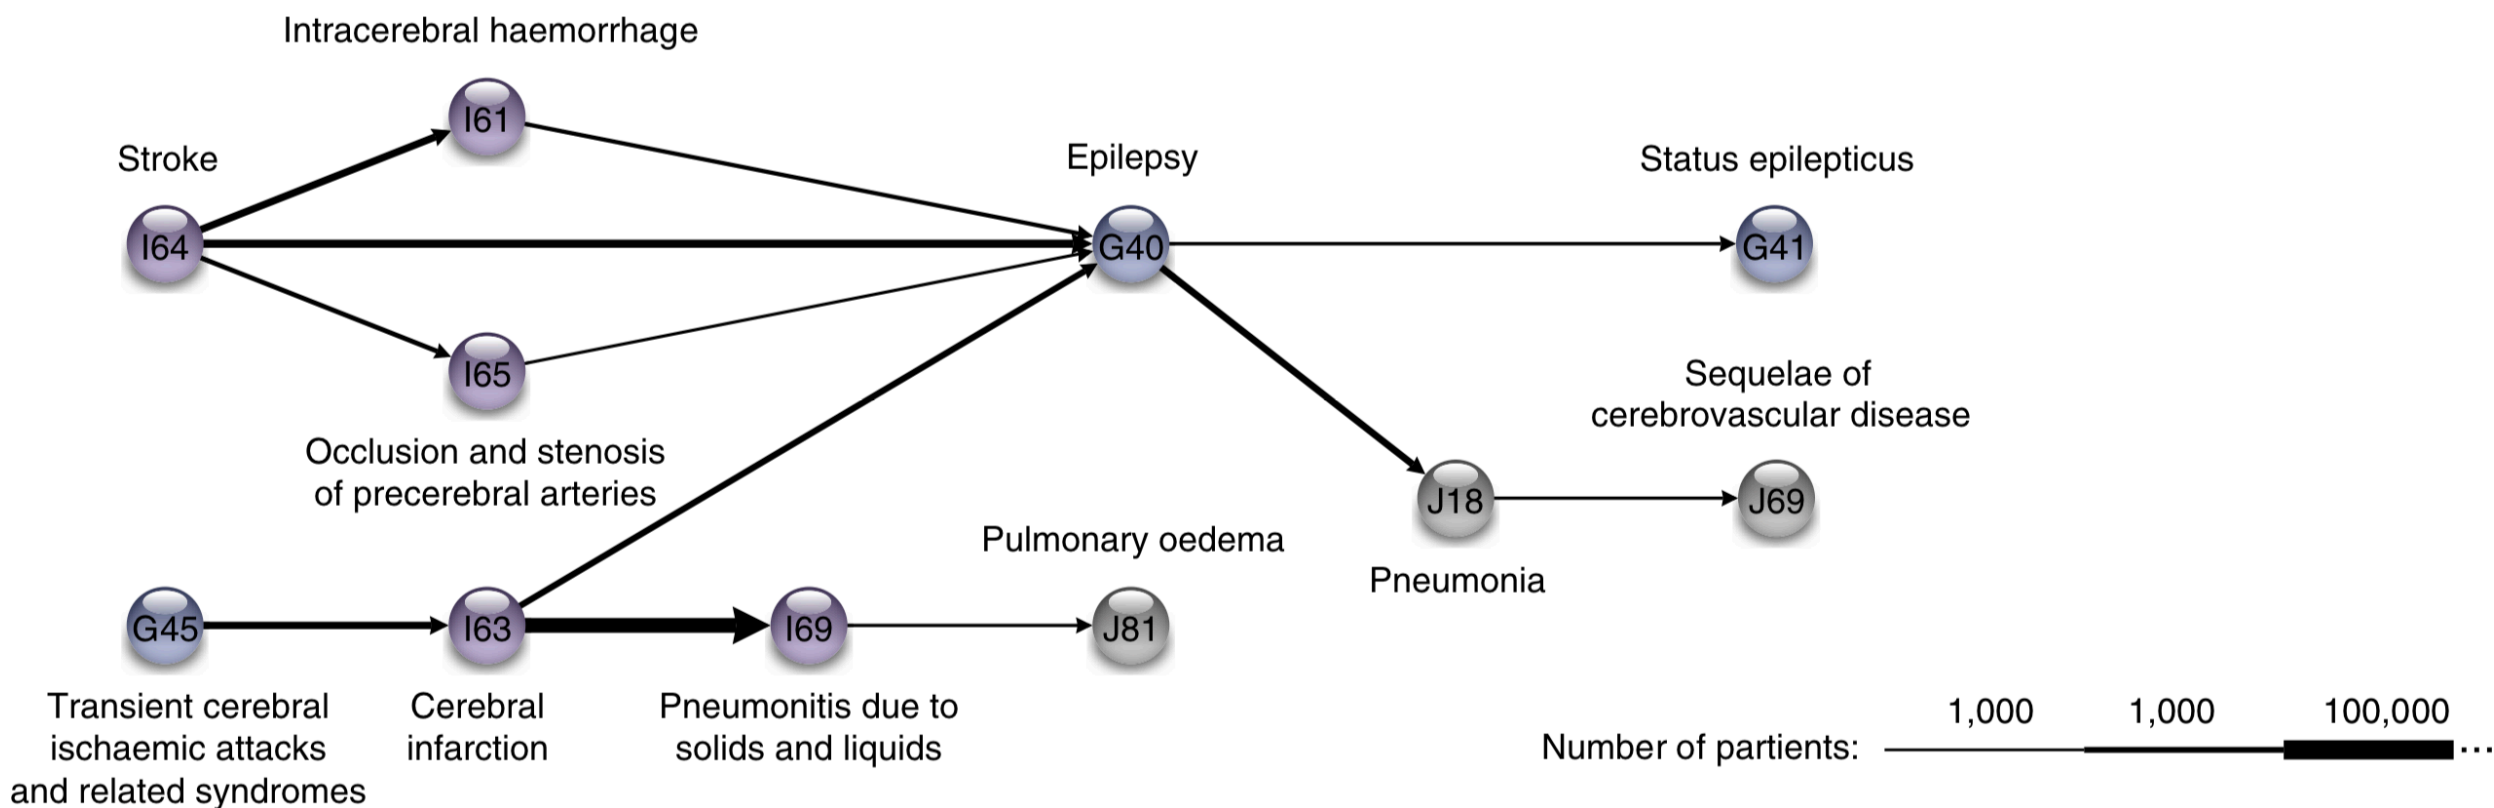 Intracerebral haemorrhage
I61
Stroke
Epilepsy
Status epilepticus
I64
G40
G41
I65
Sequelae of
cerebrovascular disease
Occlusion and stenosis
of precerebral arteries
J18
J69
Pulmonary oedema
Pneumonia
G45
I63
I69
J81
Transient cerebral
ischaemic attacks
and related syndromes
Cerebral
infarction
Pneumonitis due to
solids and liquids
1,000 1,000 100,000
Number of partients: ...